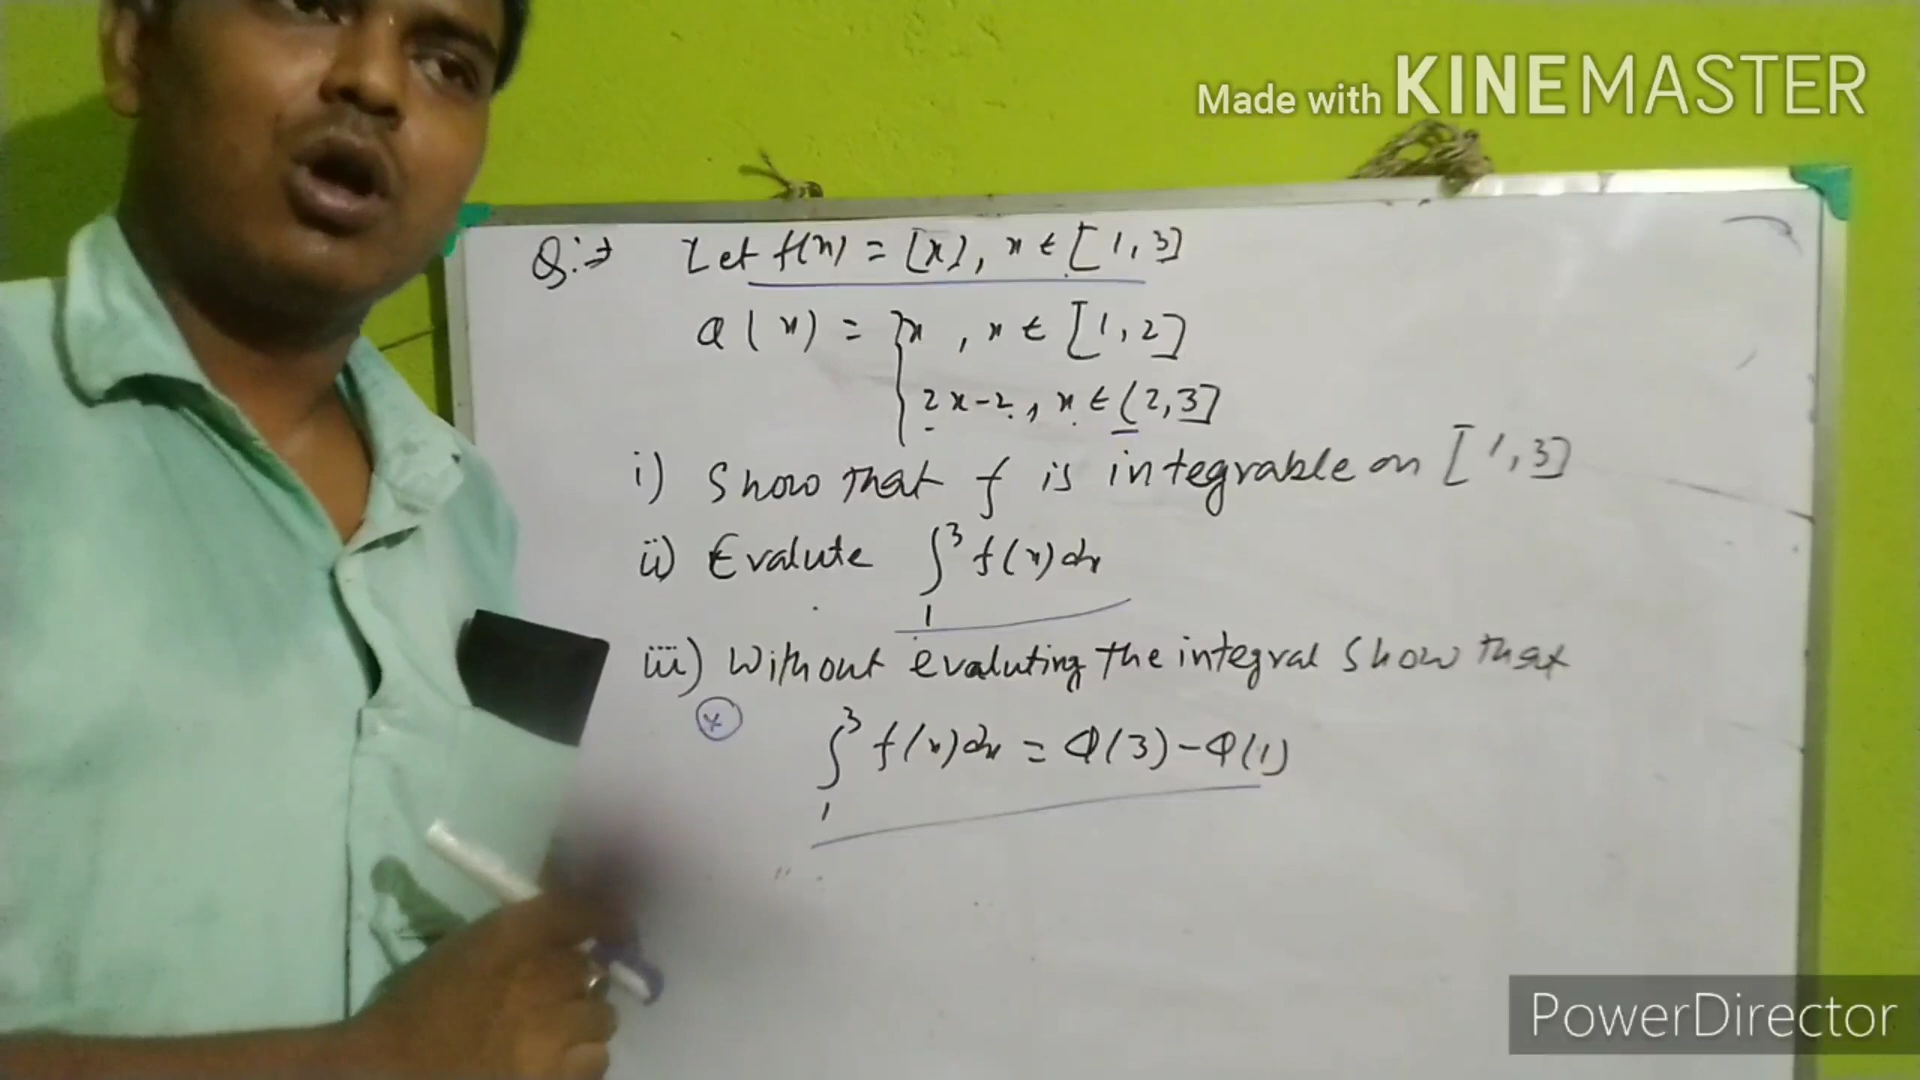 Made with KINEMASTER
Q:⇒ Let f(x) = [x], x ∈ [1,3]
Q(x) = { x , x ∈ [1,2]
2x-2, x ∈ (2,3]
i) Show that f is integrable on [1,3]
ii) Evalute ∫₁³ f(x)dx
iii) Without evaluting the integral show that
∫₁³ f(x)dx = Φ(3) - Φ(1)
PowerDirector